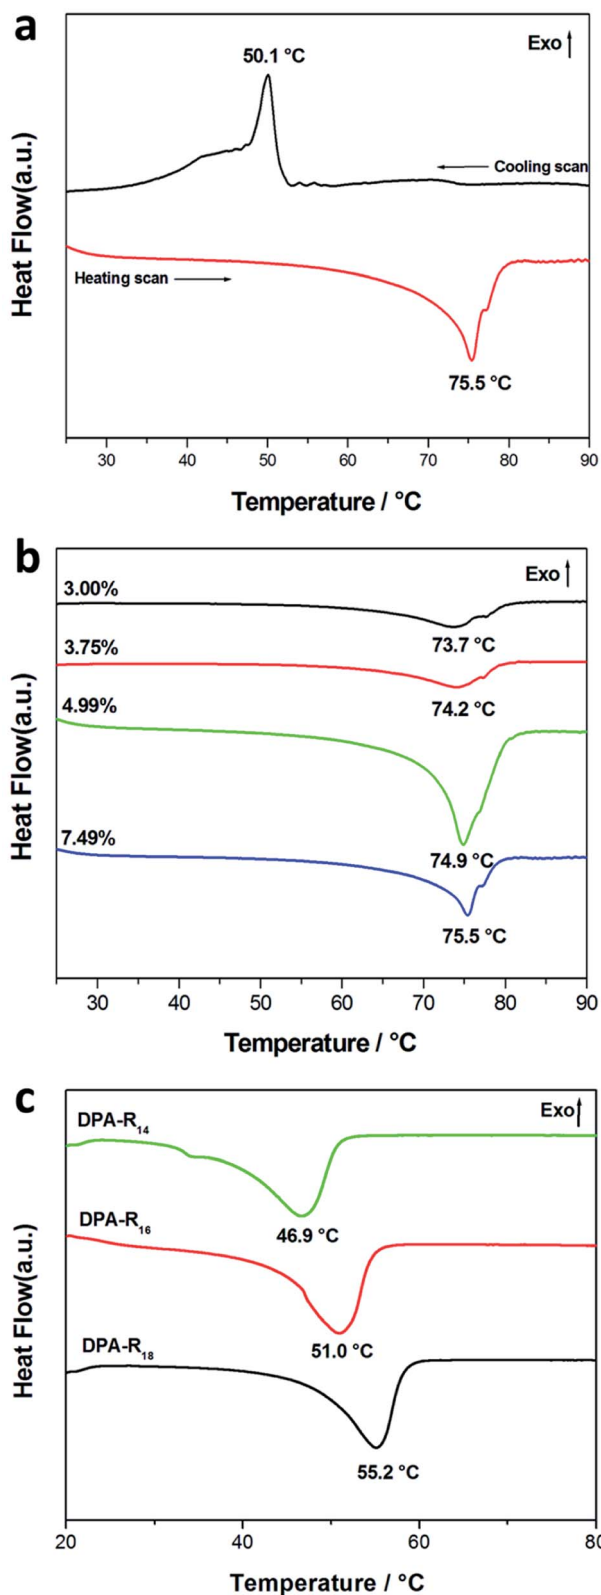 a
Exo ↑
50.1 °C
← Cooling scan
Heating scan →
75.5 °C
Heat Flow(a.u.)
30 40 50 60 70 80 90
Temperature / °C
b
Exo ↑
3.00%
73.7 °C
3.75%
74.2 °C
4.99%
74.9 °C
7.49%
75.5 °C
Heat Flow(a.u.)
30 40 50 60 70 80 90
Temperature / °C
c
Exo ↑
DPA-R₁₄
46.9 °C
DPA-R₁₆
51.0 °C
DPA-R₁₈
55.2 °C
Heat Flow(a.u.)
20 40 60 80
Temperature / °C